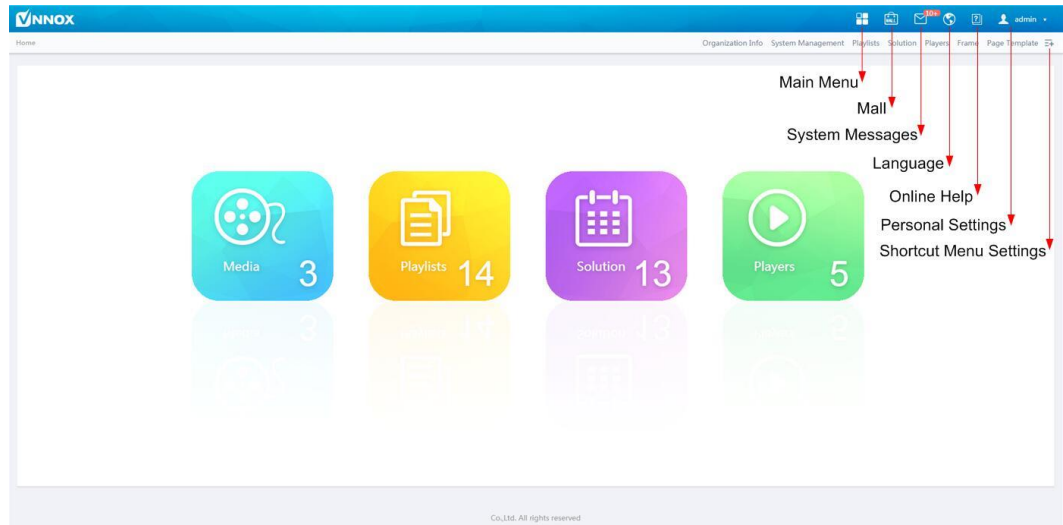 VNNOX
10+
admin
Home
Organization Info System Management Playlists Solution Players Frame Page Template
Main Menu
Mall
System Messages
Language
Online Help
Personal Settings
Shortcut Menu Settings
Media 3
Playlists 14
Solution 13
Players 5
Co.,Ltd. All rights reserved